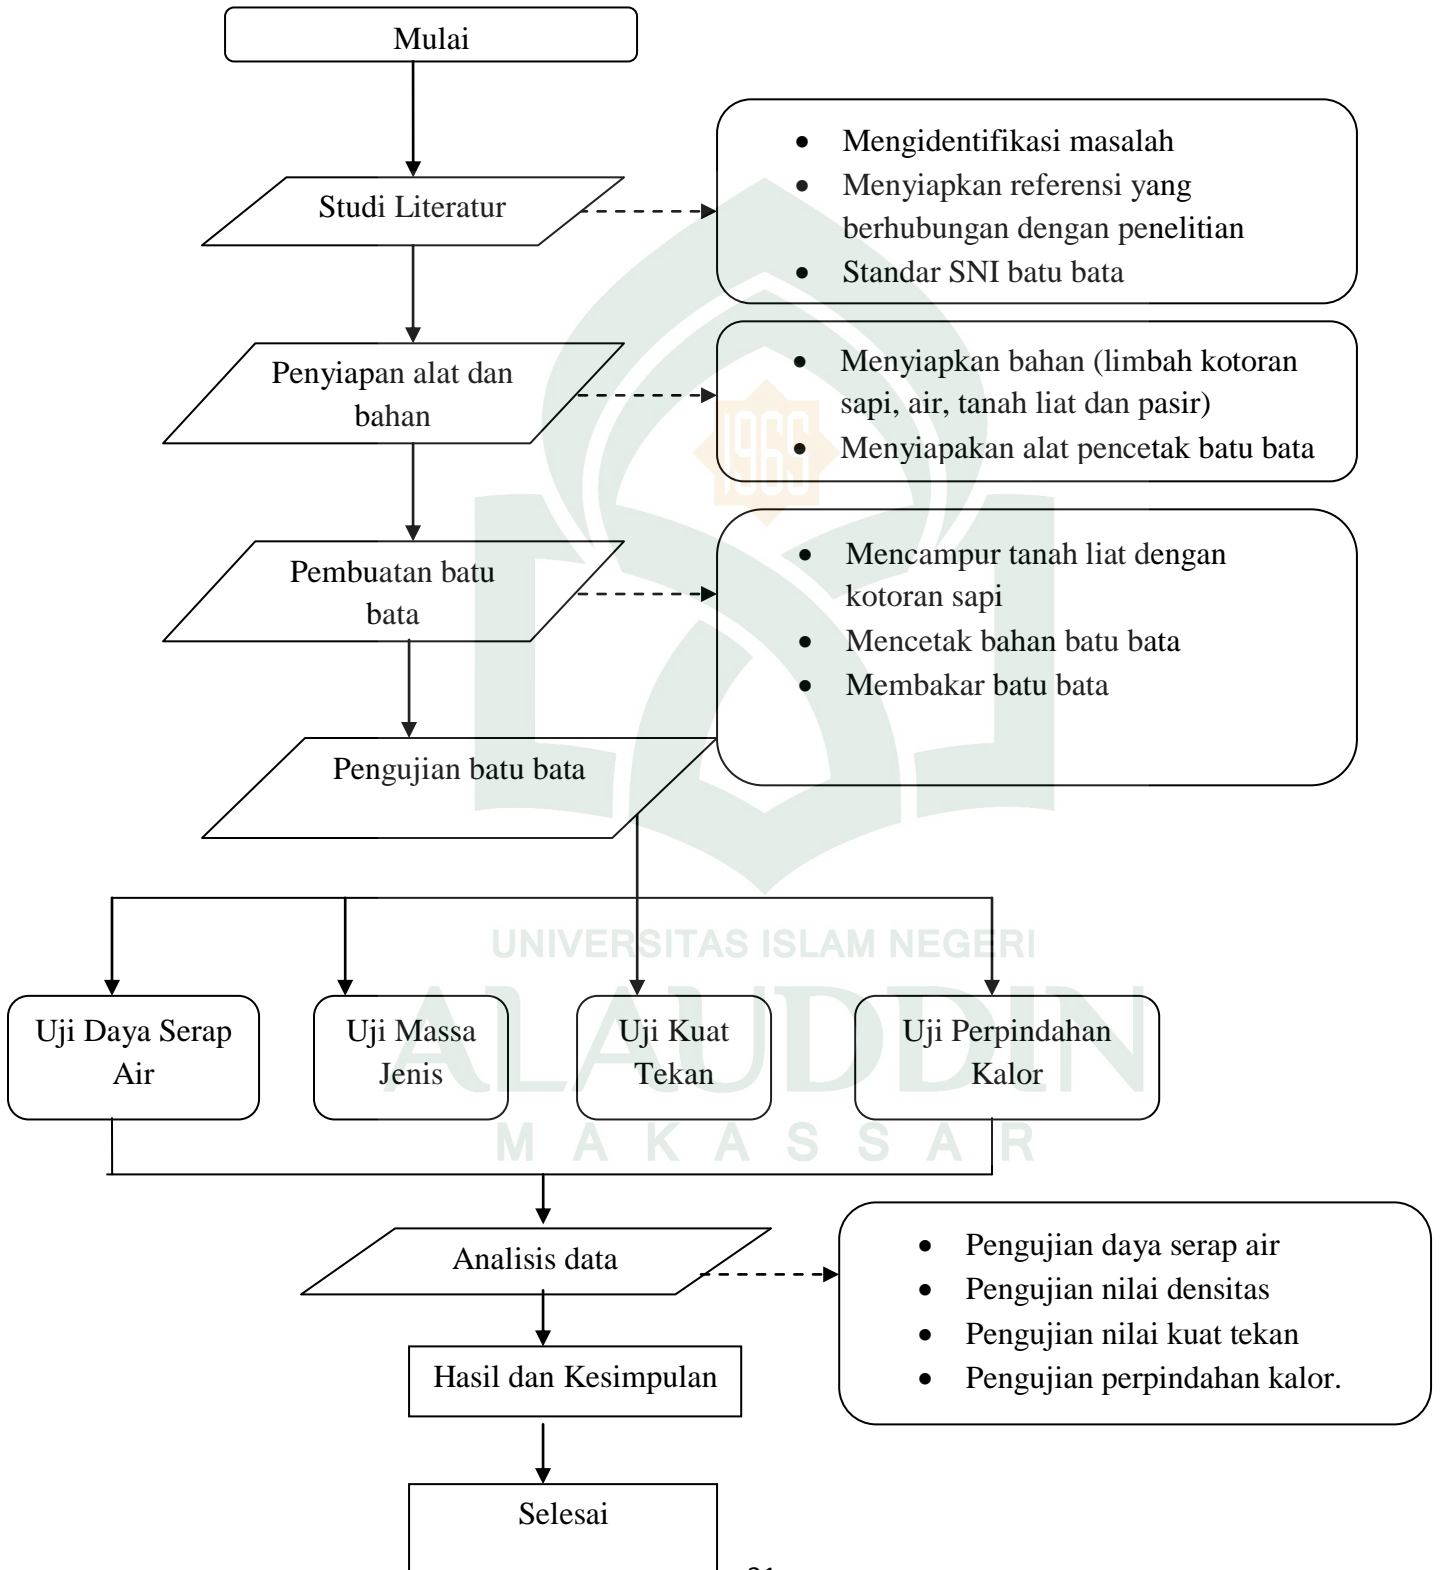 Mulai
Studi Literatur
• Mengidentifikasi masalah
• Menyiapkan referensi yang
berhubungan dengan penelitian
• Standar SNI batu bata
Penyiapan alat dan
bahan
• Menyiapkan bahan (limbah kotoran
sapi, air, tanah liat dan pasir)
• Menyiapakan alat pencetak batu bata
1965
Pembuatan batu
bata
• Mencampur tanah liat dengan
kotoran sapi
• Mencetak bahan batu bata
• Membakar batu bata
Pengujian batu bata
UNIVERSITAS ISLAM NEGERI
ALAUDDIN
MAKASSAR
Uji Daya Serap
Air
Uji Massa
Jenis
Uji Kuat
Tekan
Uji Perpindahan
Kalor
Analisis data
• Pengujian daya serap air
• Pengujian nilai densitas
• Pengujian nilai kuat tekan
• Pengujian perpindahan kalor.
Hasil dan Kesimpulan
Selesai